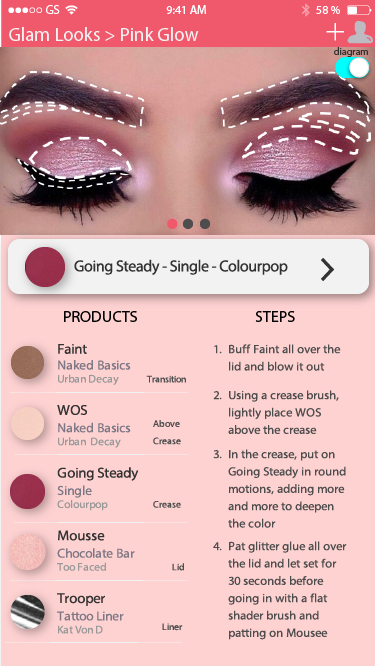 GS 9:41 AM 58 %
Glam Looks > Pink Glow +
diagram
Going Steady - Single - Colourpop
PRODUCTS
Faint
Naked Basics
Urban Decay Transition
WOS
Naked Basics Above
Urban Decay Crease
Going Steady
Single
Colourpop Crease
Mousse
Chocolate Bar
Too Faced Lid
Trooper
Tattoo Liner
Kat Von D Liner
STEPS
1. Buff Faint all over the
lid and blow it out
2. Using a crease brush,
lightly place WOS
above the crease
3. In the crease, put on
Going Steady in round
motions, adding more
and more to deepen
the color
4. Pat glitter glue all over
the lid and let set for
30 seconds before
going in with a flat
shader brush and
patting on Mousee